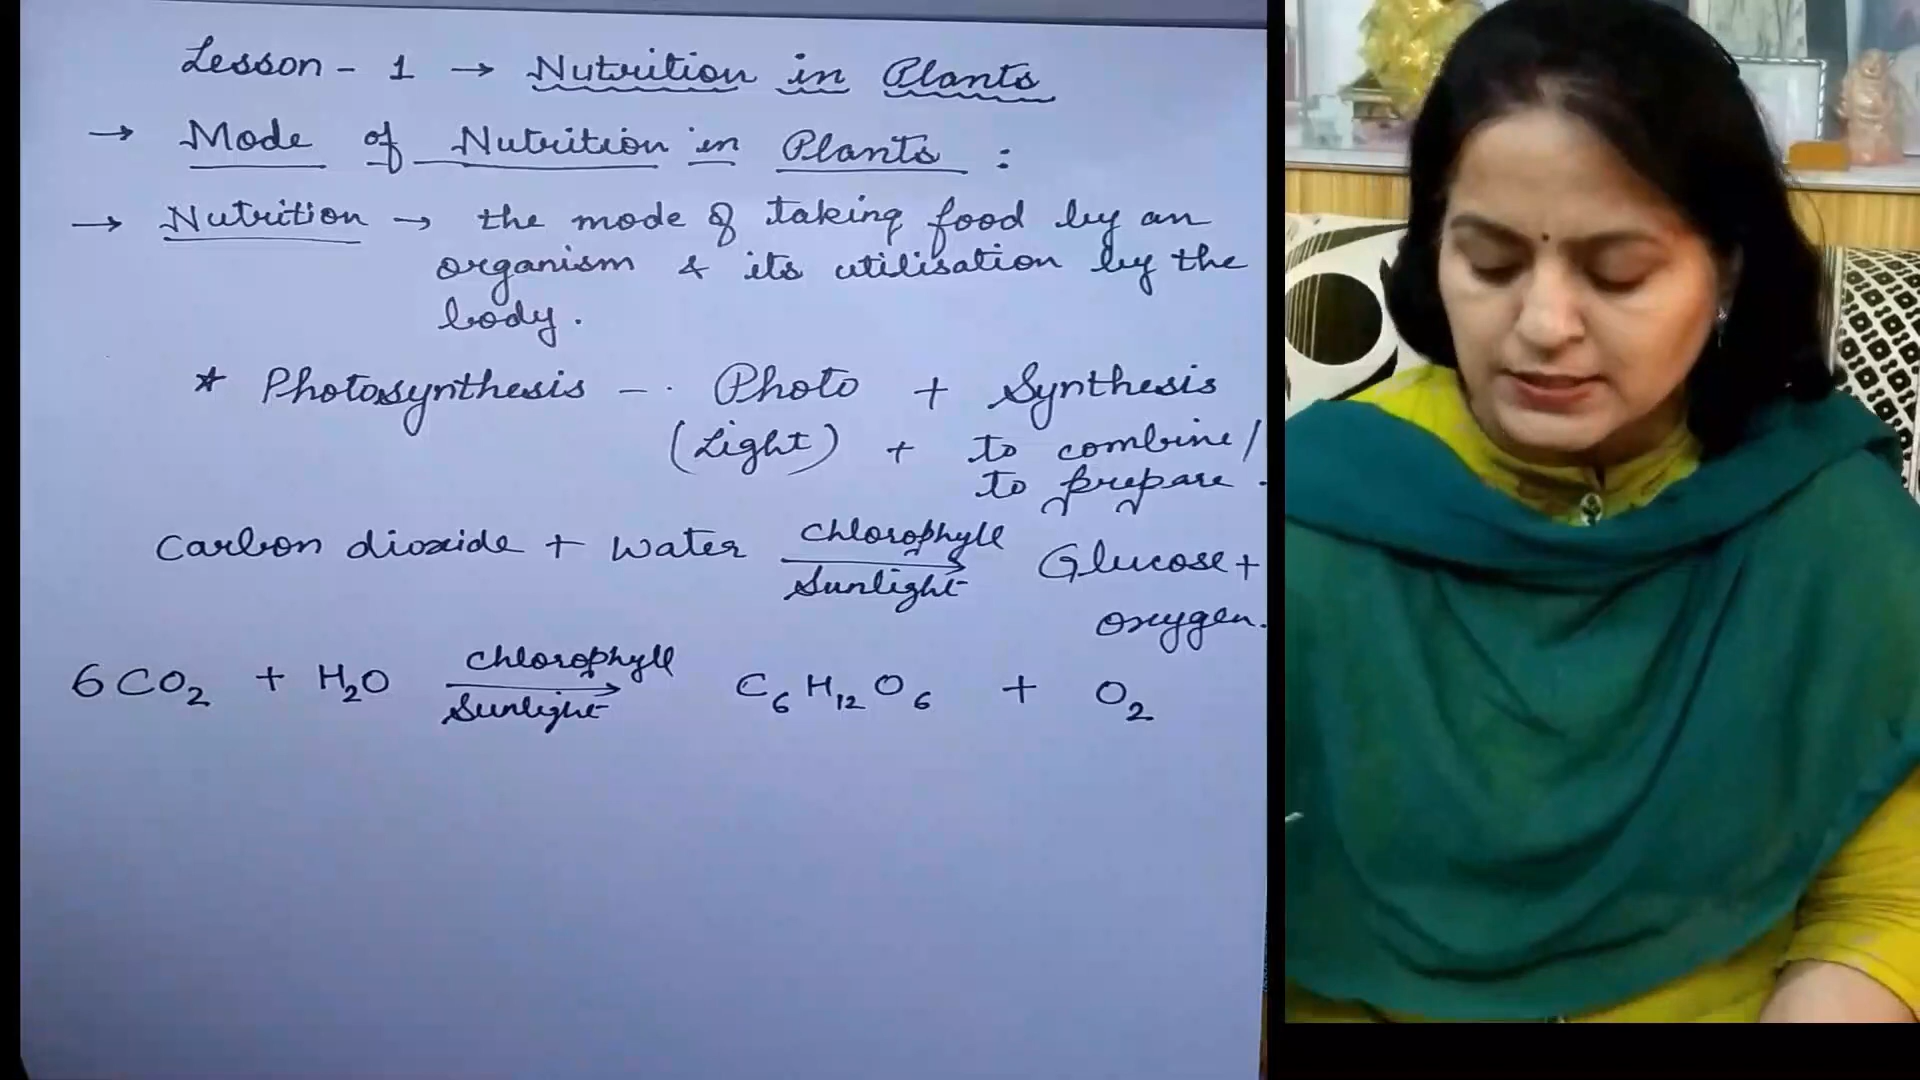 Lesson - 1 → Nutrition in Plants
→ Mode of Nutrition in Plants :
→ Nutrition → the mode of taking food by an
organism & its utilisation by the
body.
* Photosynthesis - . Photo + Synthesis
(Light) + to combine/
to prepare.
Carbon dioxide + Water chlorophyll → Sunlight Glucose +
oxygen.
6CO₂ + H₂O chlorophyll → Sunlight C₆H₁₂O₆ + O₂